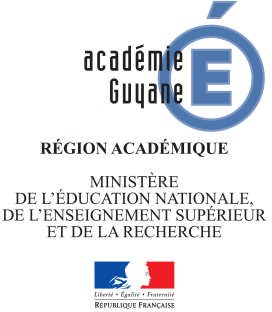 académie
Guyane
É
RÉGION ACADÉMIQUE
MINISTÈRE
DE L'ÉDUCATION NATIONALE,
DE L'ENSEIGNEMENT SUPÉRIEUR
ET DE LA RECHERCHE
Liberté • Égalité • Fraternité
RÉPUBLIQUE FRANÇAISE